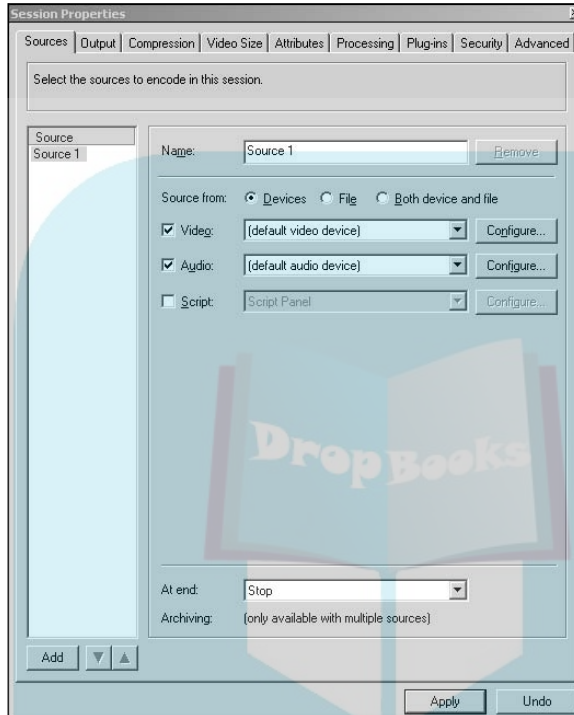 Session Properties
Sources Output Compression Video Size Attributes Processing Plug-ins Security Advanced
Select the sources to encode in this session.
Source
Source 1
Name: Source 1 Remove
Source from: Devices File Both device and file
Video: (default video device) Configure...
Audio: (default audio device) Configure...
Script: Script Panel Configure...
Drop Books
At end: Stop
Archiving: (only available with multiple sources)
Add
Apply Undo